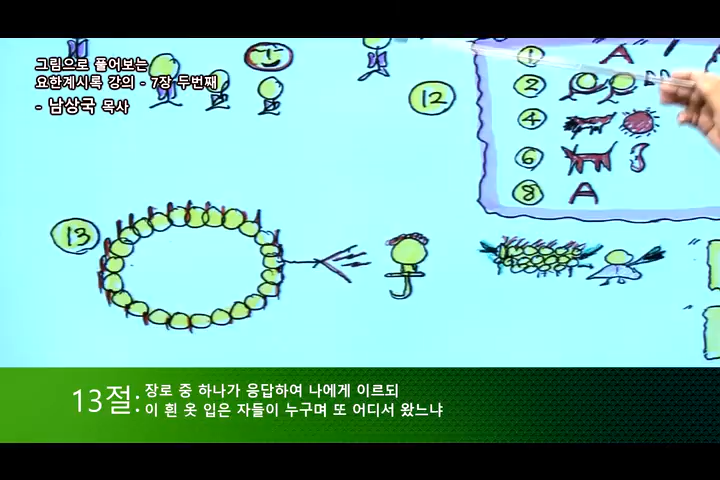 그림으로 풀어보는
요한계시록 강의 - 7장 두번째
- 남상국 목사
12
1 A
2
4
6
8 A
13
13절:
장로 중 하나가 응답하여 나에게 이르되
이 흰 옷 입은 자들이 누구며 또 어디서 왔느냐